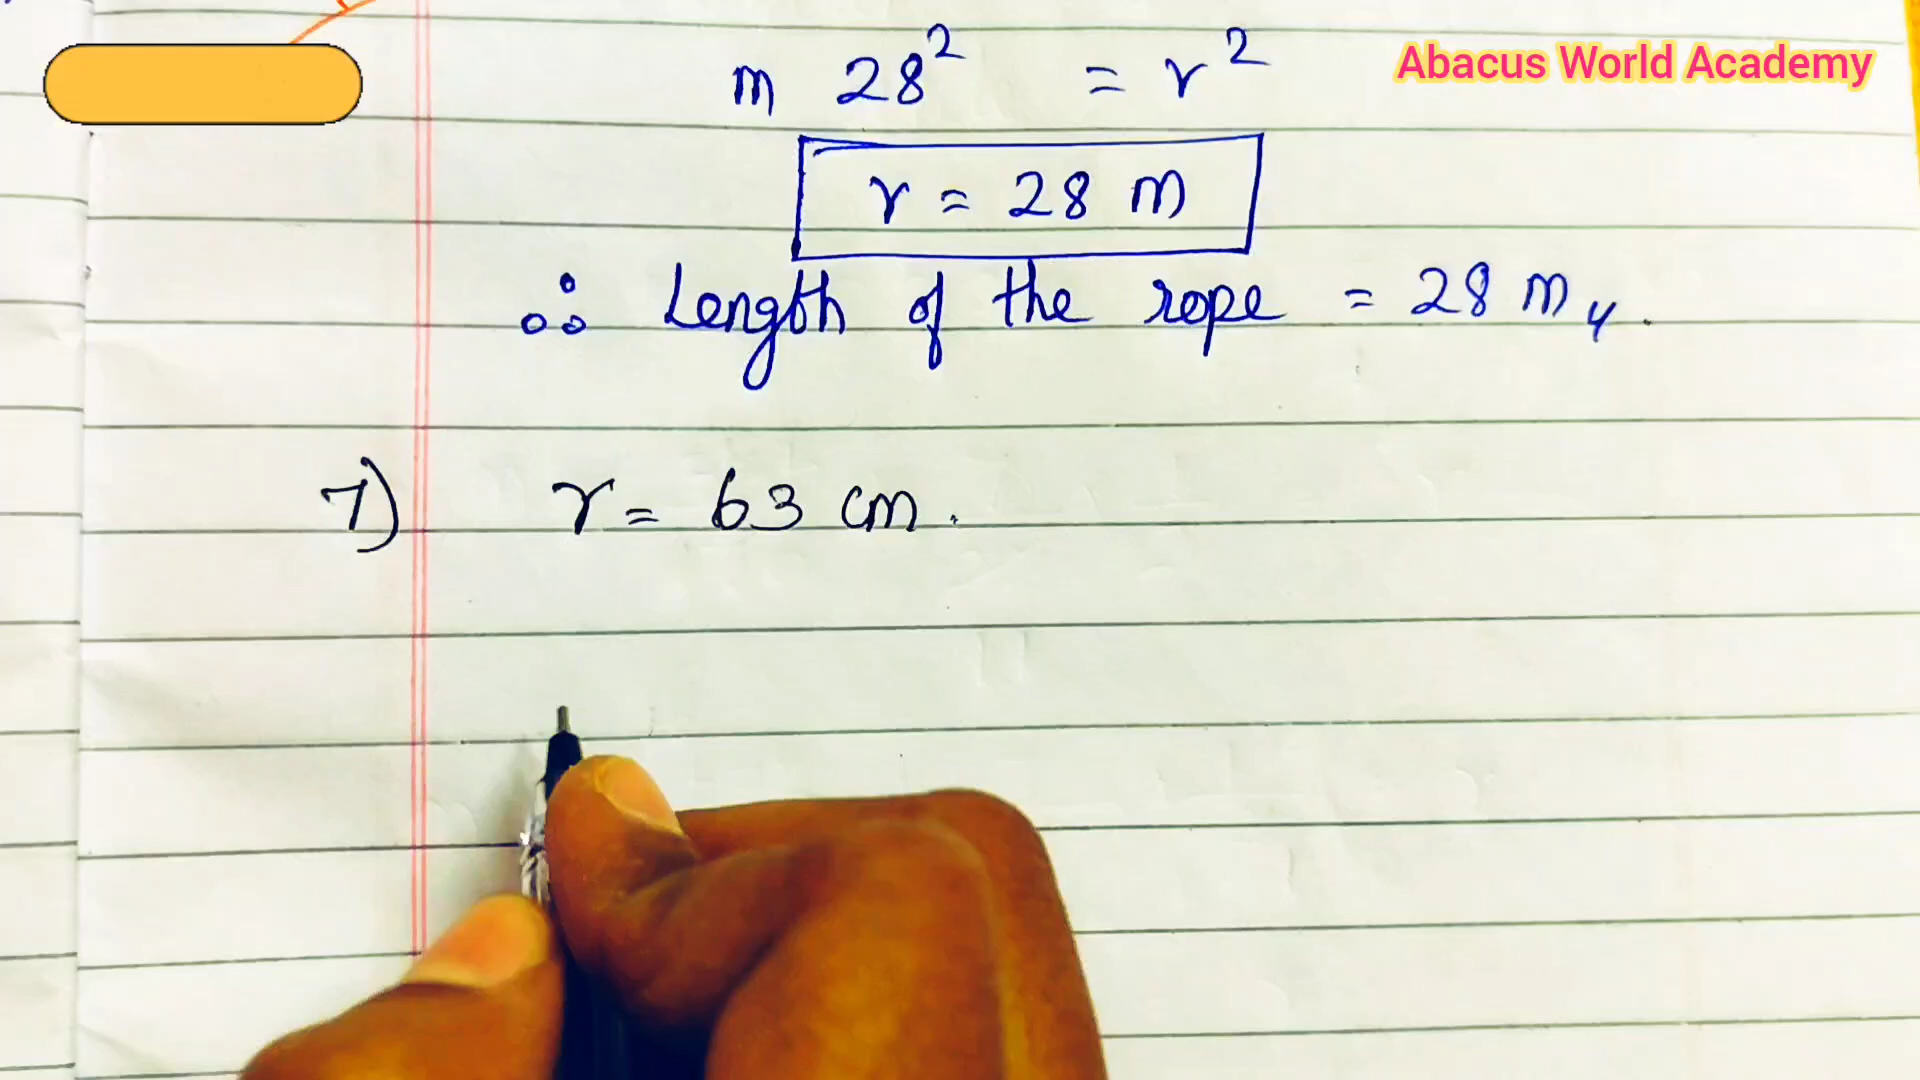 Abacus World Academy
m 28² = r²
r = 28 m
∴ Length of the rope = 28 m.
7) r = 63 cm.